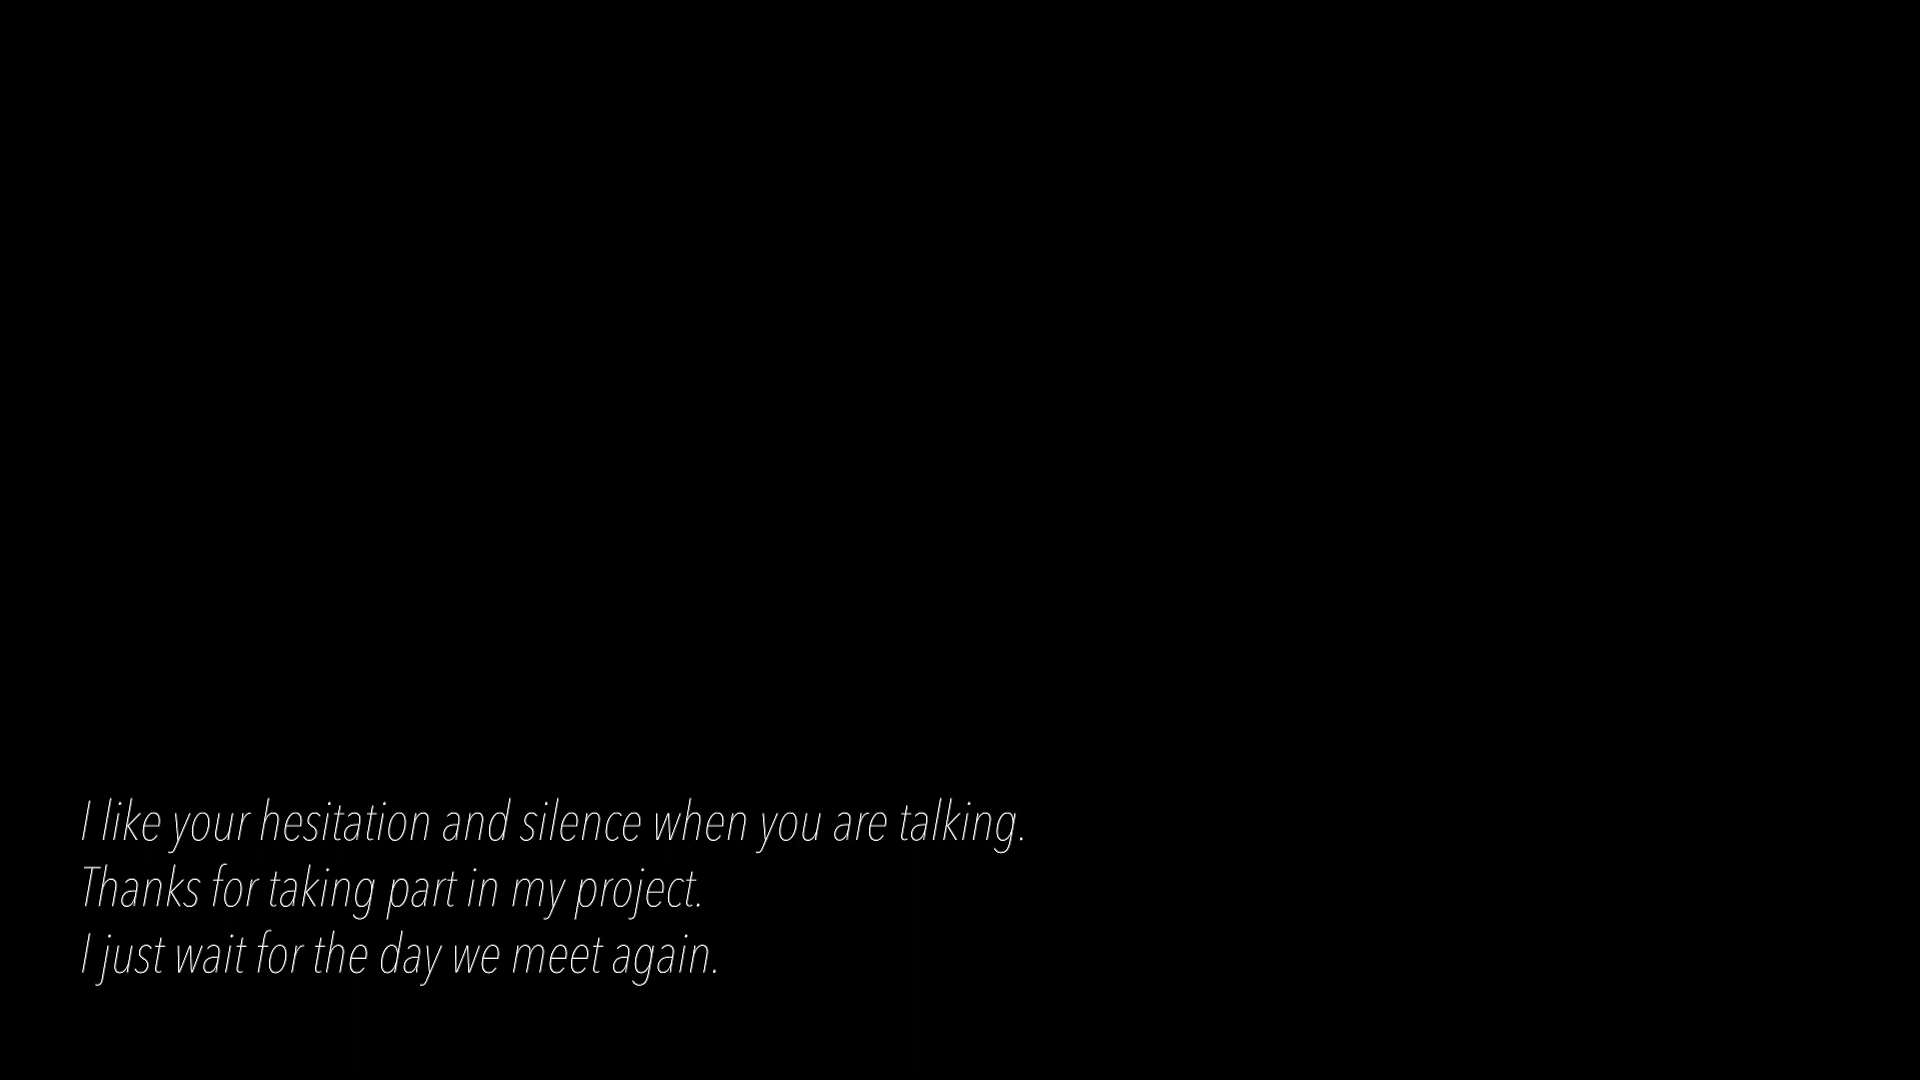 I like your hesitation and silence when you are talking.
Thanks for taking part in my project.
I just wait for the day we meet again.